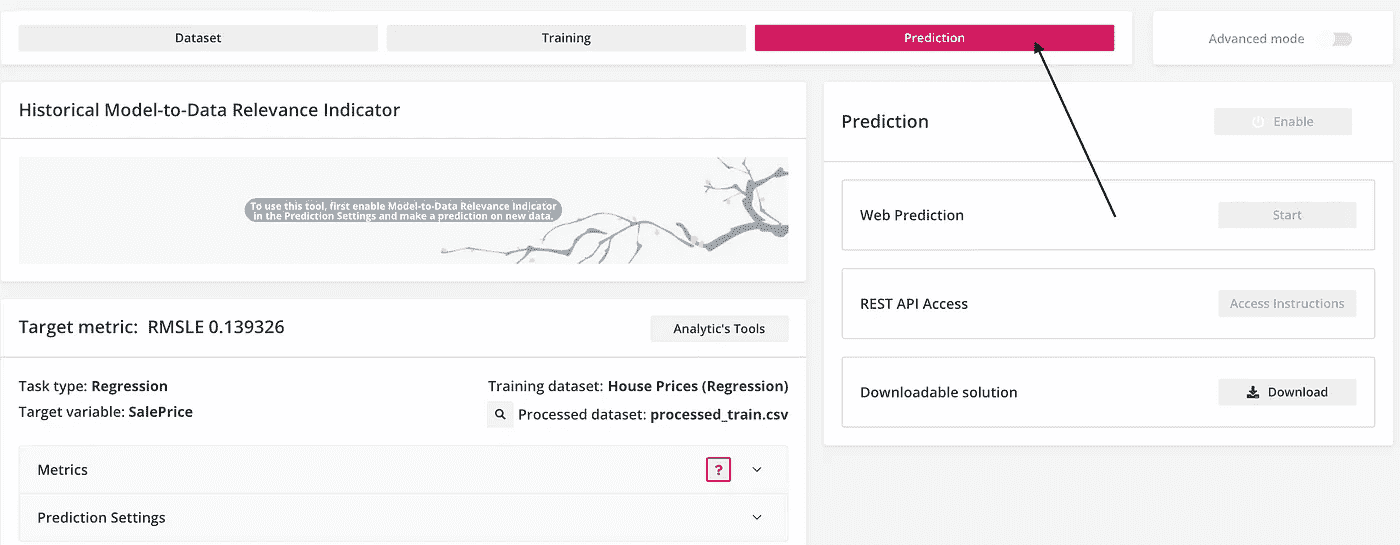 Dataset
Training
Prediction
Advanced mode
Historical Model-to-Data Relevance Indicator
To use this tool, first enable Model-to-Data Relevance Indicator
in the Prediction Settings and make a prediction on new data.
Target metric: RMSLE 0.139326
Analytic's Tools
Task type: Regression
Training dataset: House Prices (Regression)
Target variable: SalePrice
Processed dataset: processed_train.csv
Metrics
?
Prediction Settings
Prediction
Enable
Web Prediction
Start
REST API Access
Access Instructions
Downloadable solution
Download